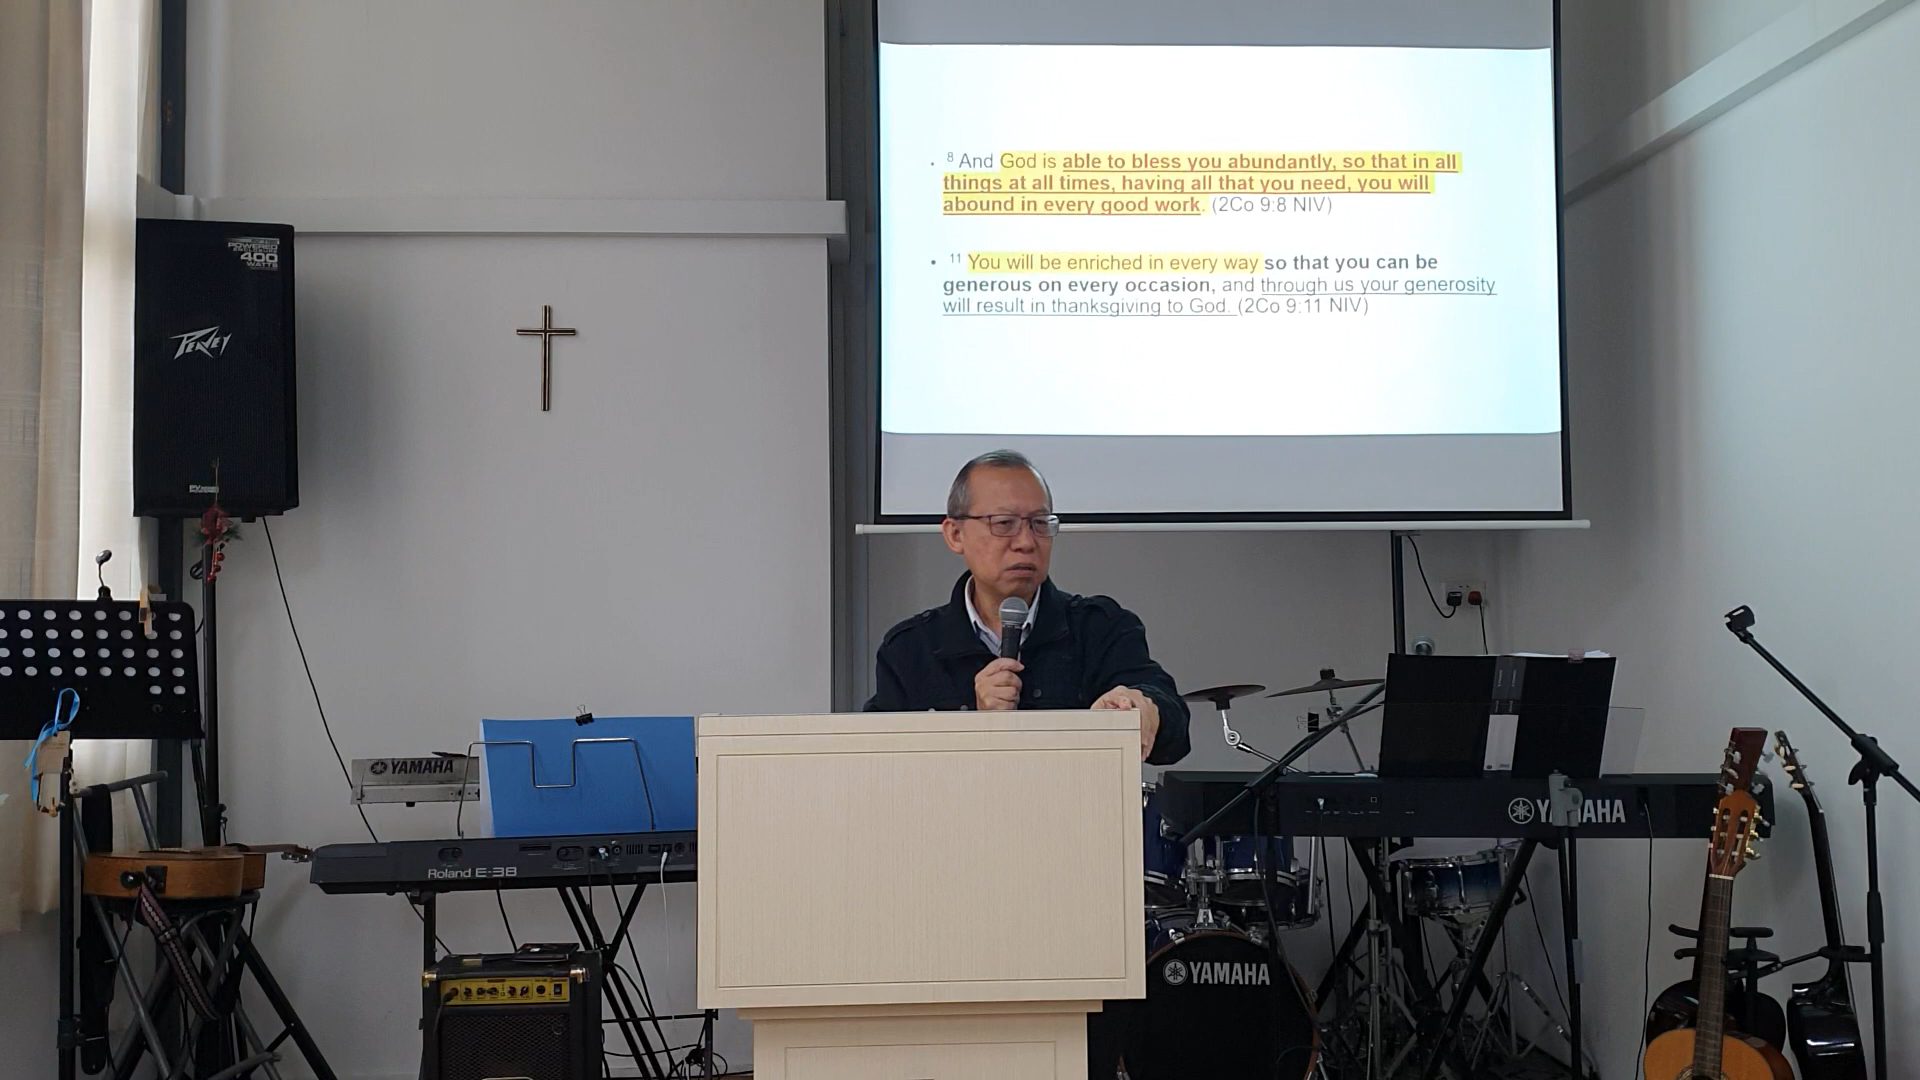 8 And God is able to bless you abundantly, so that in all
things at all times, having all that you need, you will
abound in every good work. (2Co 9:8 NIV)
11 You will be enriched in every way so that you can be
generous on every occasion, and through us your generosity
will result in thanksgiving to God. (2Co 9:11 NIV)
POWERED
ENCLOSURE
400
WATTS
PEAVEY
YAMAHA
Roland E-38
YAMAHA
YAMAHA